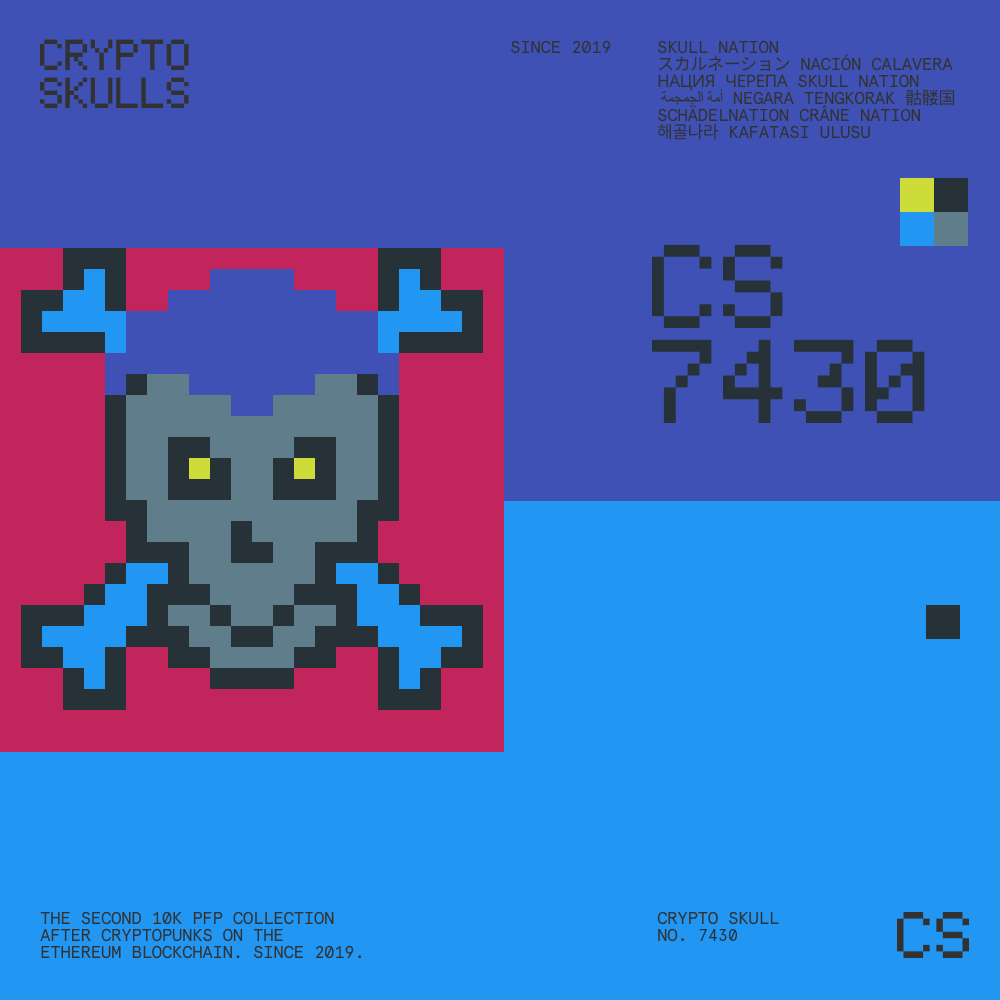 CRYPTO
SKULLS
SINCE 2019
SKULL NATION
スカルネーション NACIÓN CALAVERA
НАЦИЯ ЧЕРЕПА SKULL NATION
أمة الجمجمة NEGARA TENGKORAK 骷髅国
SCHÄDELNATION CRÂNE NATION
해골나라 KAFATASI ULUSU
CS
7430
THE SECOND 10K PFP COLLECTION
AFTER CRYPTOPUNKS ON THE
ETHEREUM BLOCKCHAIN. SINCE 2019.
CRYPTO SKULL
NO. 7430
CS